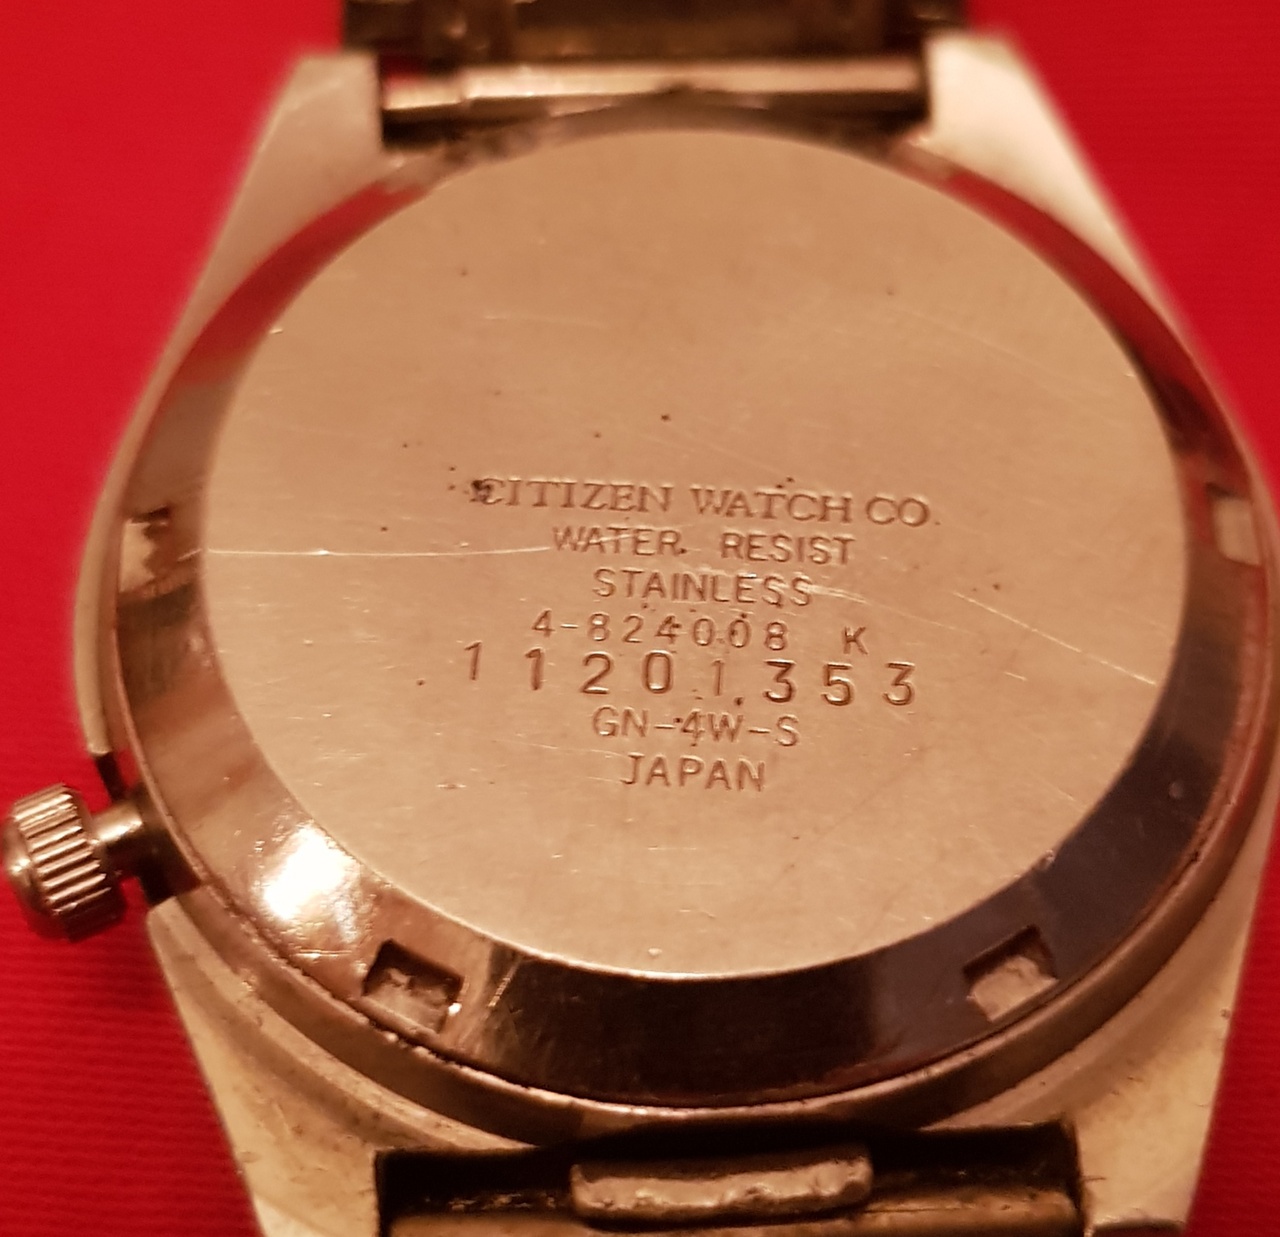 CITIZEN WATCH CO.
WATER RESIST
STAINLESS
4-824008 K
11201353
GN-4W-S
JAPAN